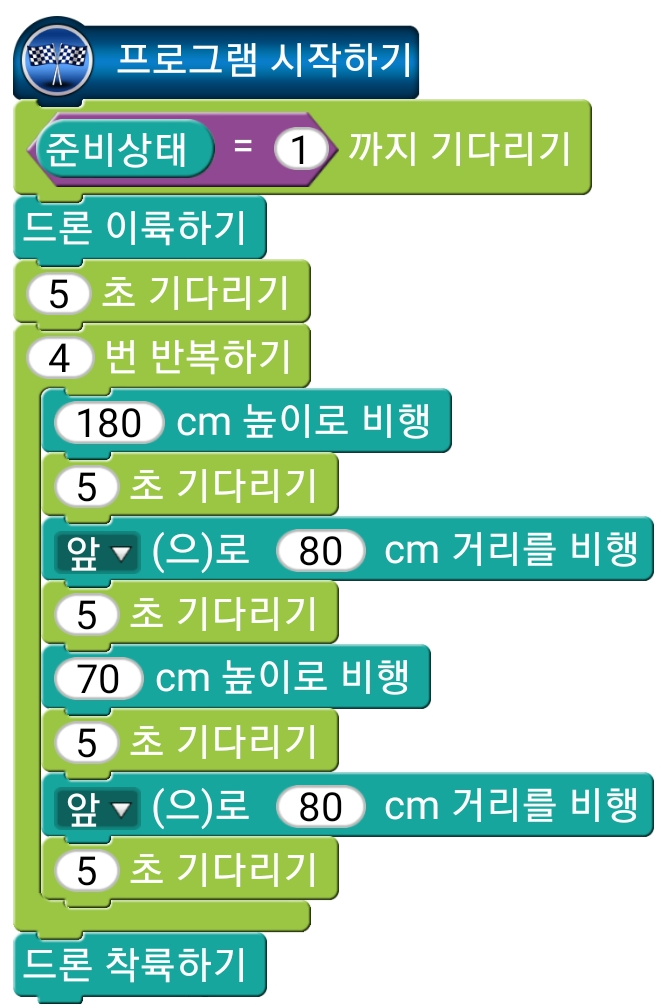 프로그램 시작하기
준비상태 = 1 까지 기다리기
드론 이륙하기
5 초 기다리기
4 번 반복하기
180 cm 높이로 비행
5 초 기다리기
앞 (으)로 80 cm 거리를 비행
5 초 기다리기
70 cm 높이로 비행
5 초 기다리기
앞 (으)로 80 cm 거리를 비행
5 초 기다리기
드론 착륙하기